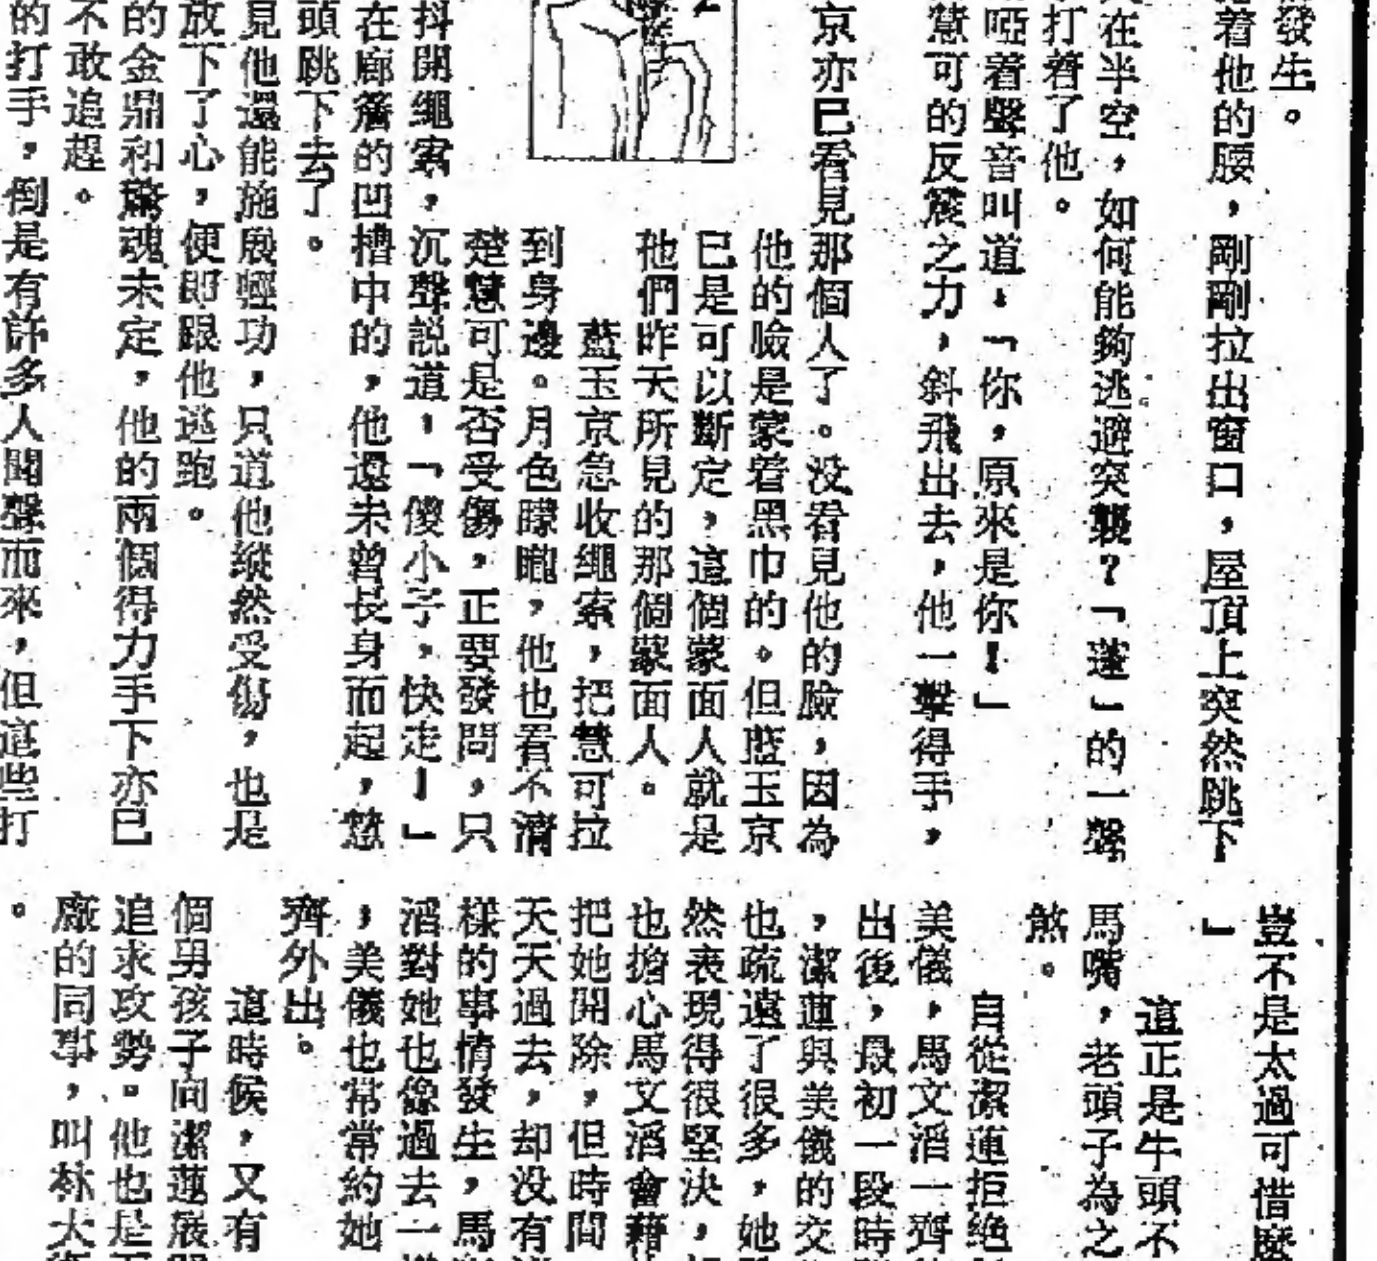 發生。
着他的腰，剛剛拉出窗口，屋頂上突然跳下
在半空，如何能夠逃避突襲？「蓬」的一聲
打着了他。
啞着聲音叫道，「你，原來是你！」
慧可的反震之力，斜飛出去，他一擊得手，
京亦已看見那個人了。没看見他的臉，因為
他的臉是蒙着黑巾的。但藍玉京
已是可以斷定，這個蒙面人就是
他們昨天所見的那個蒙面人。
藍玉京急收繩索，把慧可拉
到身邊。月色矇矓，他也看不清
楚慧可是否受傷，正要發問，只
抖開繩索，沉聲説道，「傻小子，快走！」
在廊簷的凹槽中的，他還未曾長身而起，慧
頭跳下去了。
見他還能施展輕功，只道他縱然受傷，也是
放下了心，便即跟他逃跑。
的金鼎和驚魂未定，他的兩個得力手下亦已
不敢追趕。
的打手，倒是有許多人聞聲而來，但這些打
豈不是太過可惜麼
」
這正是牛頭不
馬嘴，老頭子為之
煞。
自從潔蓮拒絕
美儀，馬文滔一齊
出後，最初一段時
，潔蓮與美儀的交
也疏遠了很多，她
然表現得很堅決，
也擔心馬文滔會藉
把她開除，但時間
天天過去，却没有
樣的事情發生，馬
滔對她也像過去一
，美儀也常常約她
齊外出。
這時候，又有
個男孩子向潔蓮展
追求攻勢。他也是
廠的同事，叫林大
。